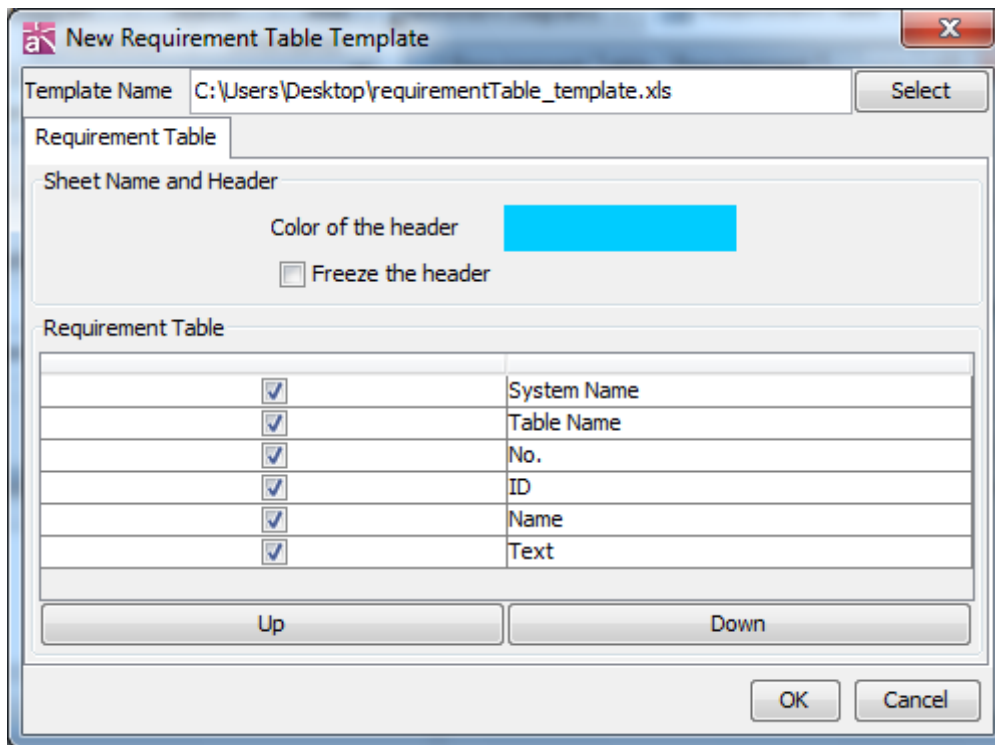 New Requirement Table Template
Template Name C:\Users\Desktop\requirementTable_template.xls Select
Requirement Table
Sheet Name and Header
Color of the header
Freeze the header
Requirement Table
System Name
Table Name
No.
ID
Name
Text
Up Down
OK Cancel